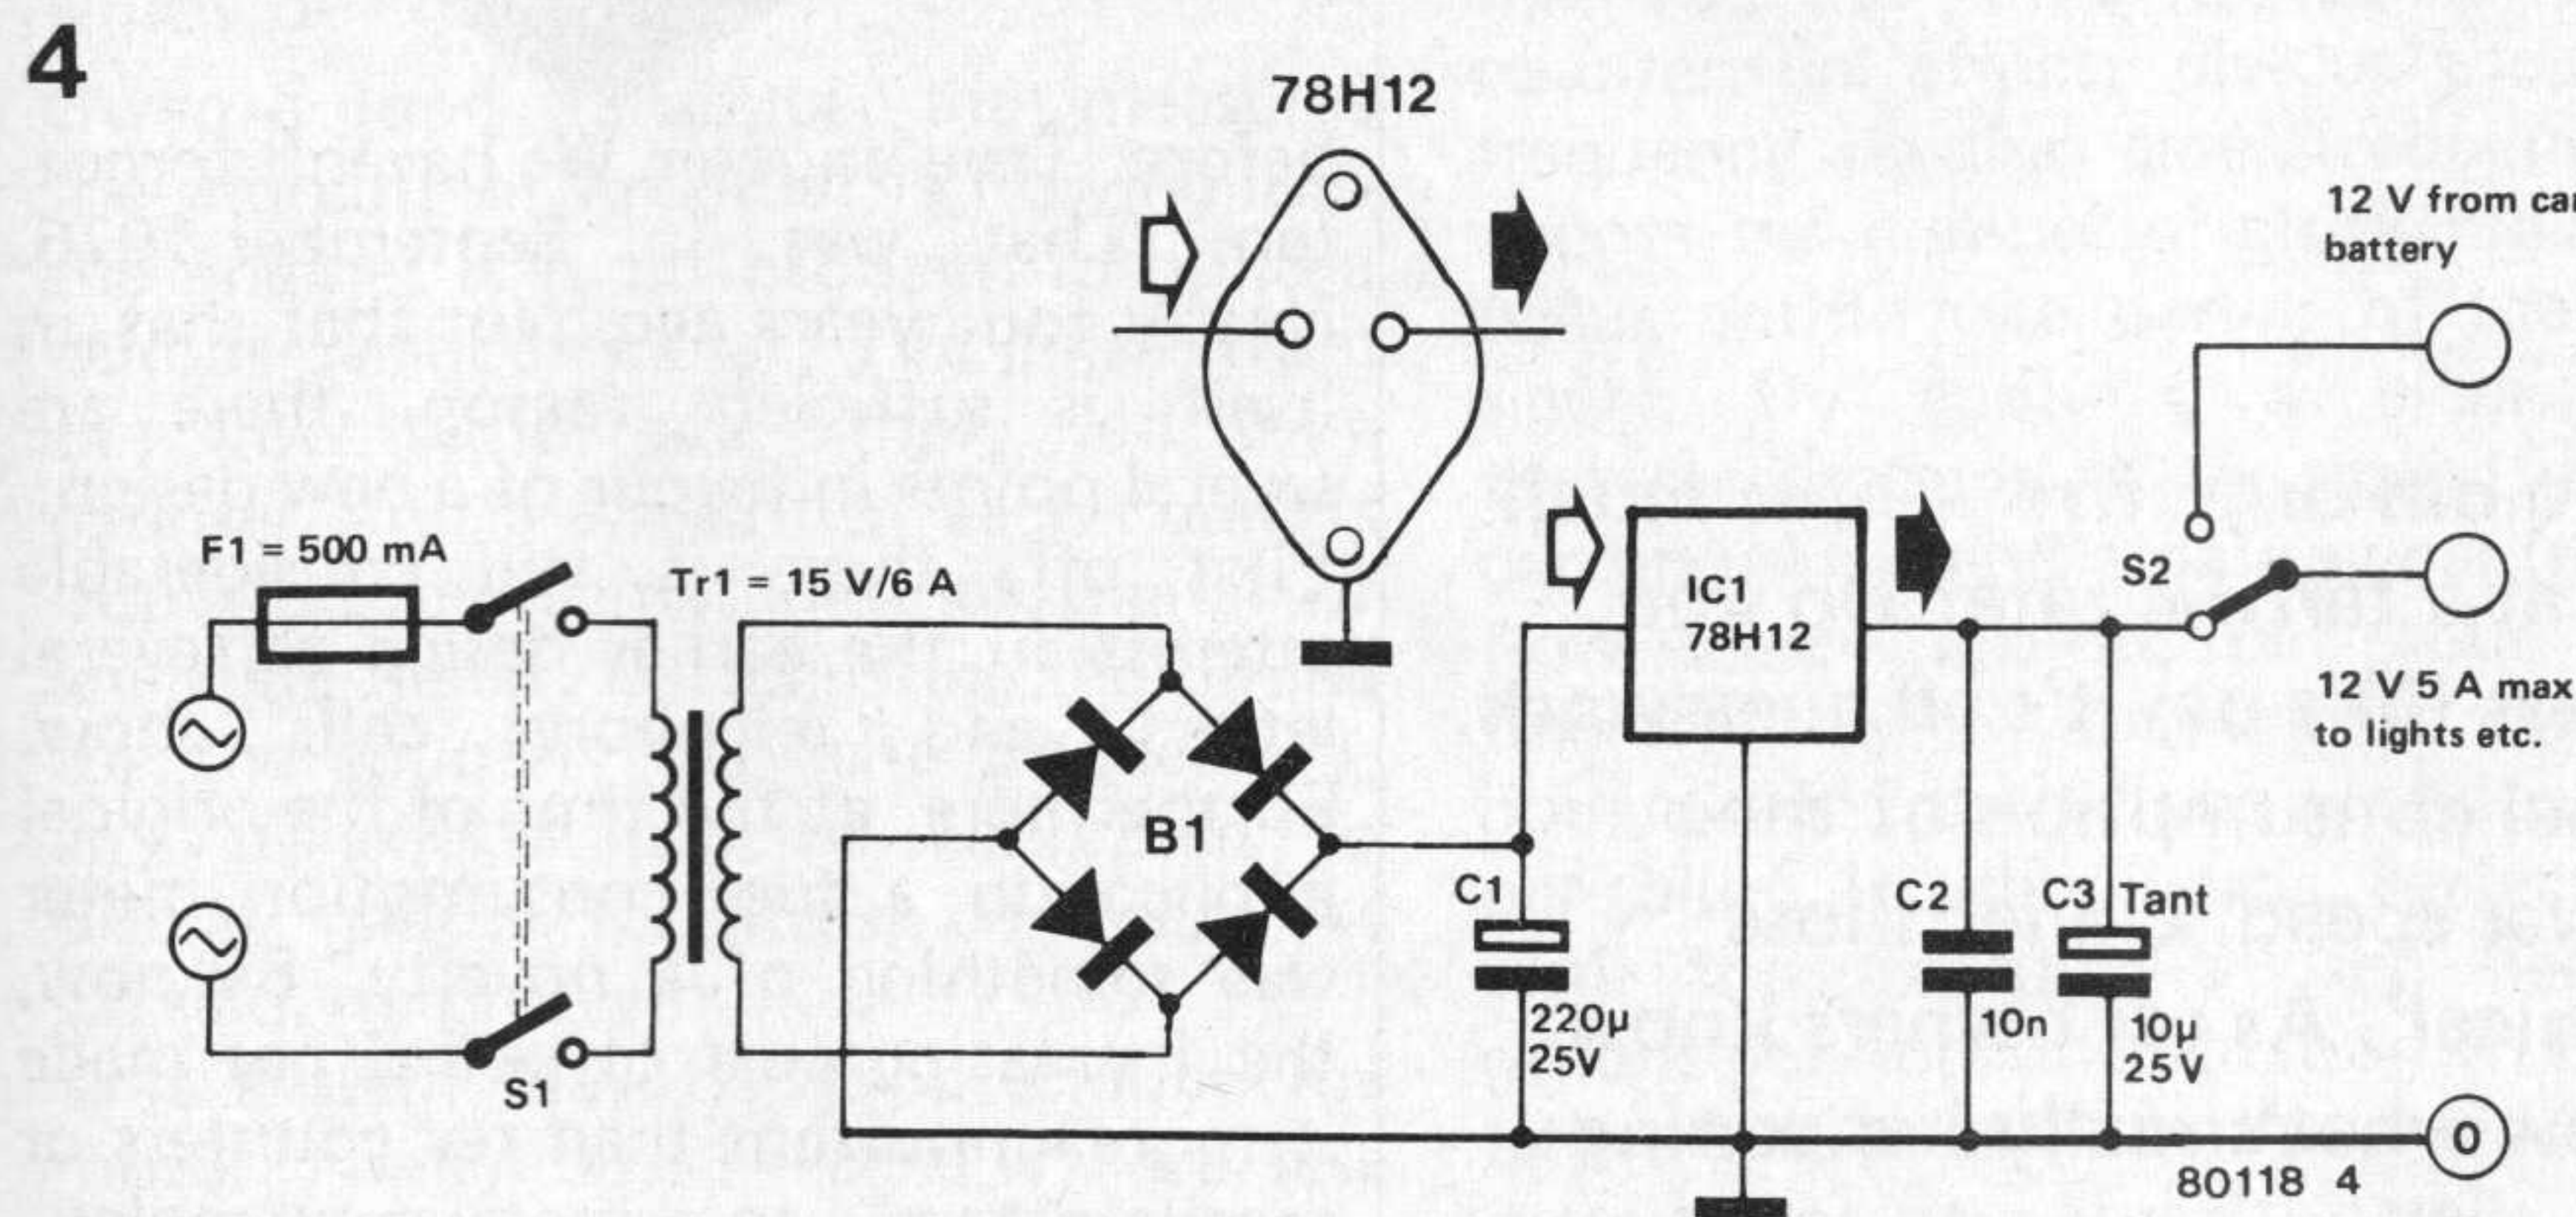 4
78H12
12 V from car
battery
F1 = 500 mA
Tr1 = 15 V/6 A
IC1
78H12
S2
12 V 5 A max
to lights etc.
B1
C1
C2
C3 Tant
220µ
25V
10n
10µ
25V
S1
0
80118 4